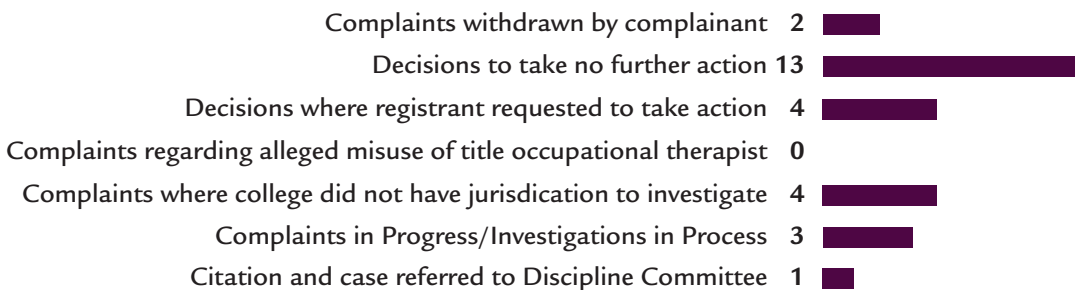 Complaints withdrawn by complainant 2
Decisions to take no further action 13
Decisions where registrant requested to take action 4
Complaints regarding alleged misuse of title occupational therapist 0
Complaints where college did not have jurisdication to investigate 4
Complaints in Progress/Investigations in Process 3
Citation and case referred to Discipline Committee 1